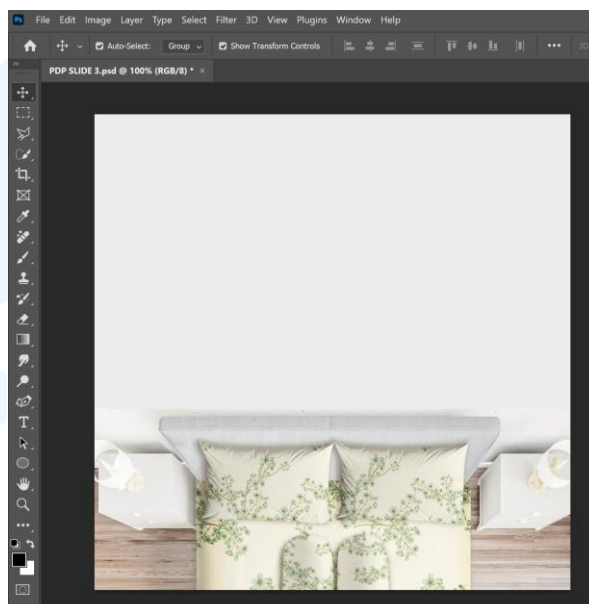 Ps File Edit Image Layer Type Select Filter 3D View Plugins Window Help
Auto-Select: Group Show Transform Controls ••• 3D
PDP SLIDE 3.psd @ 100% (RGB/8) * ×